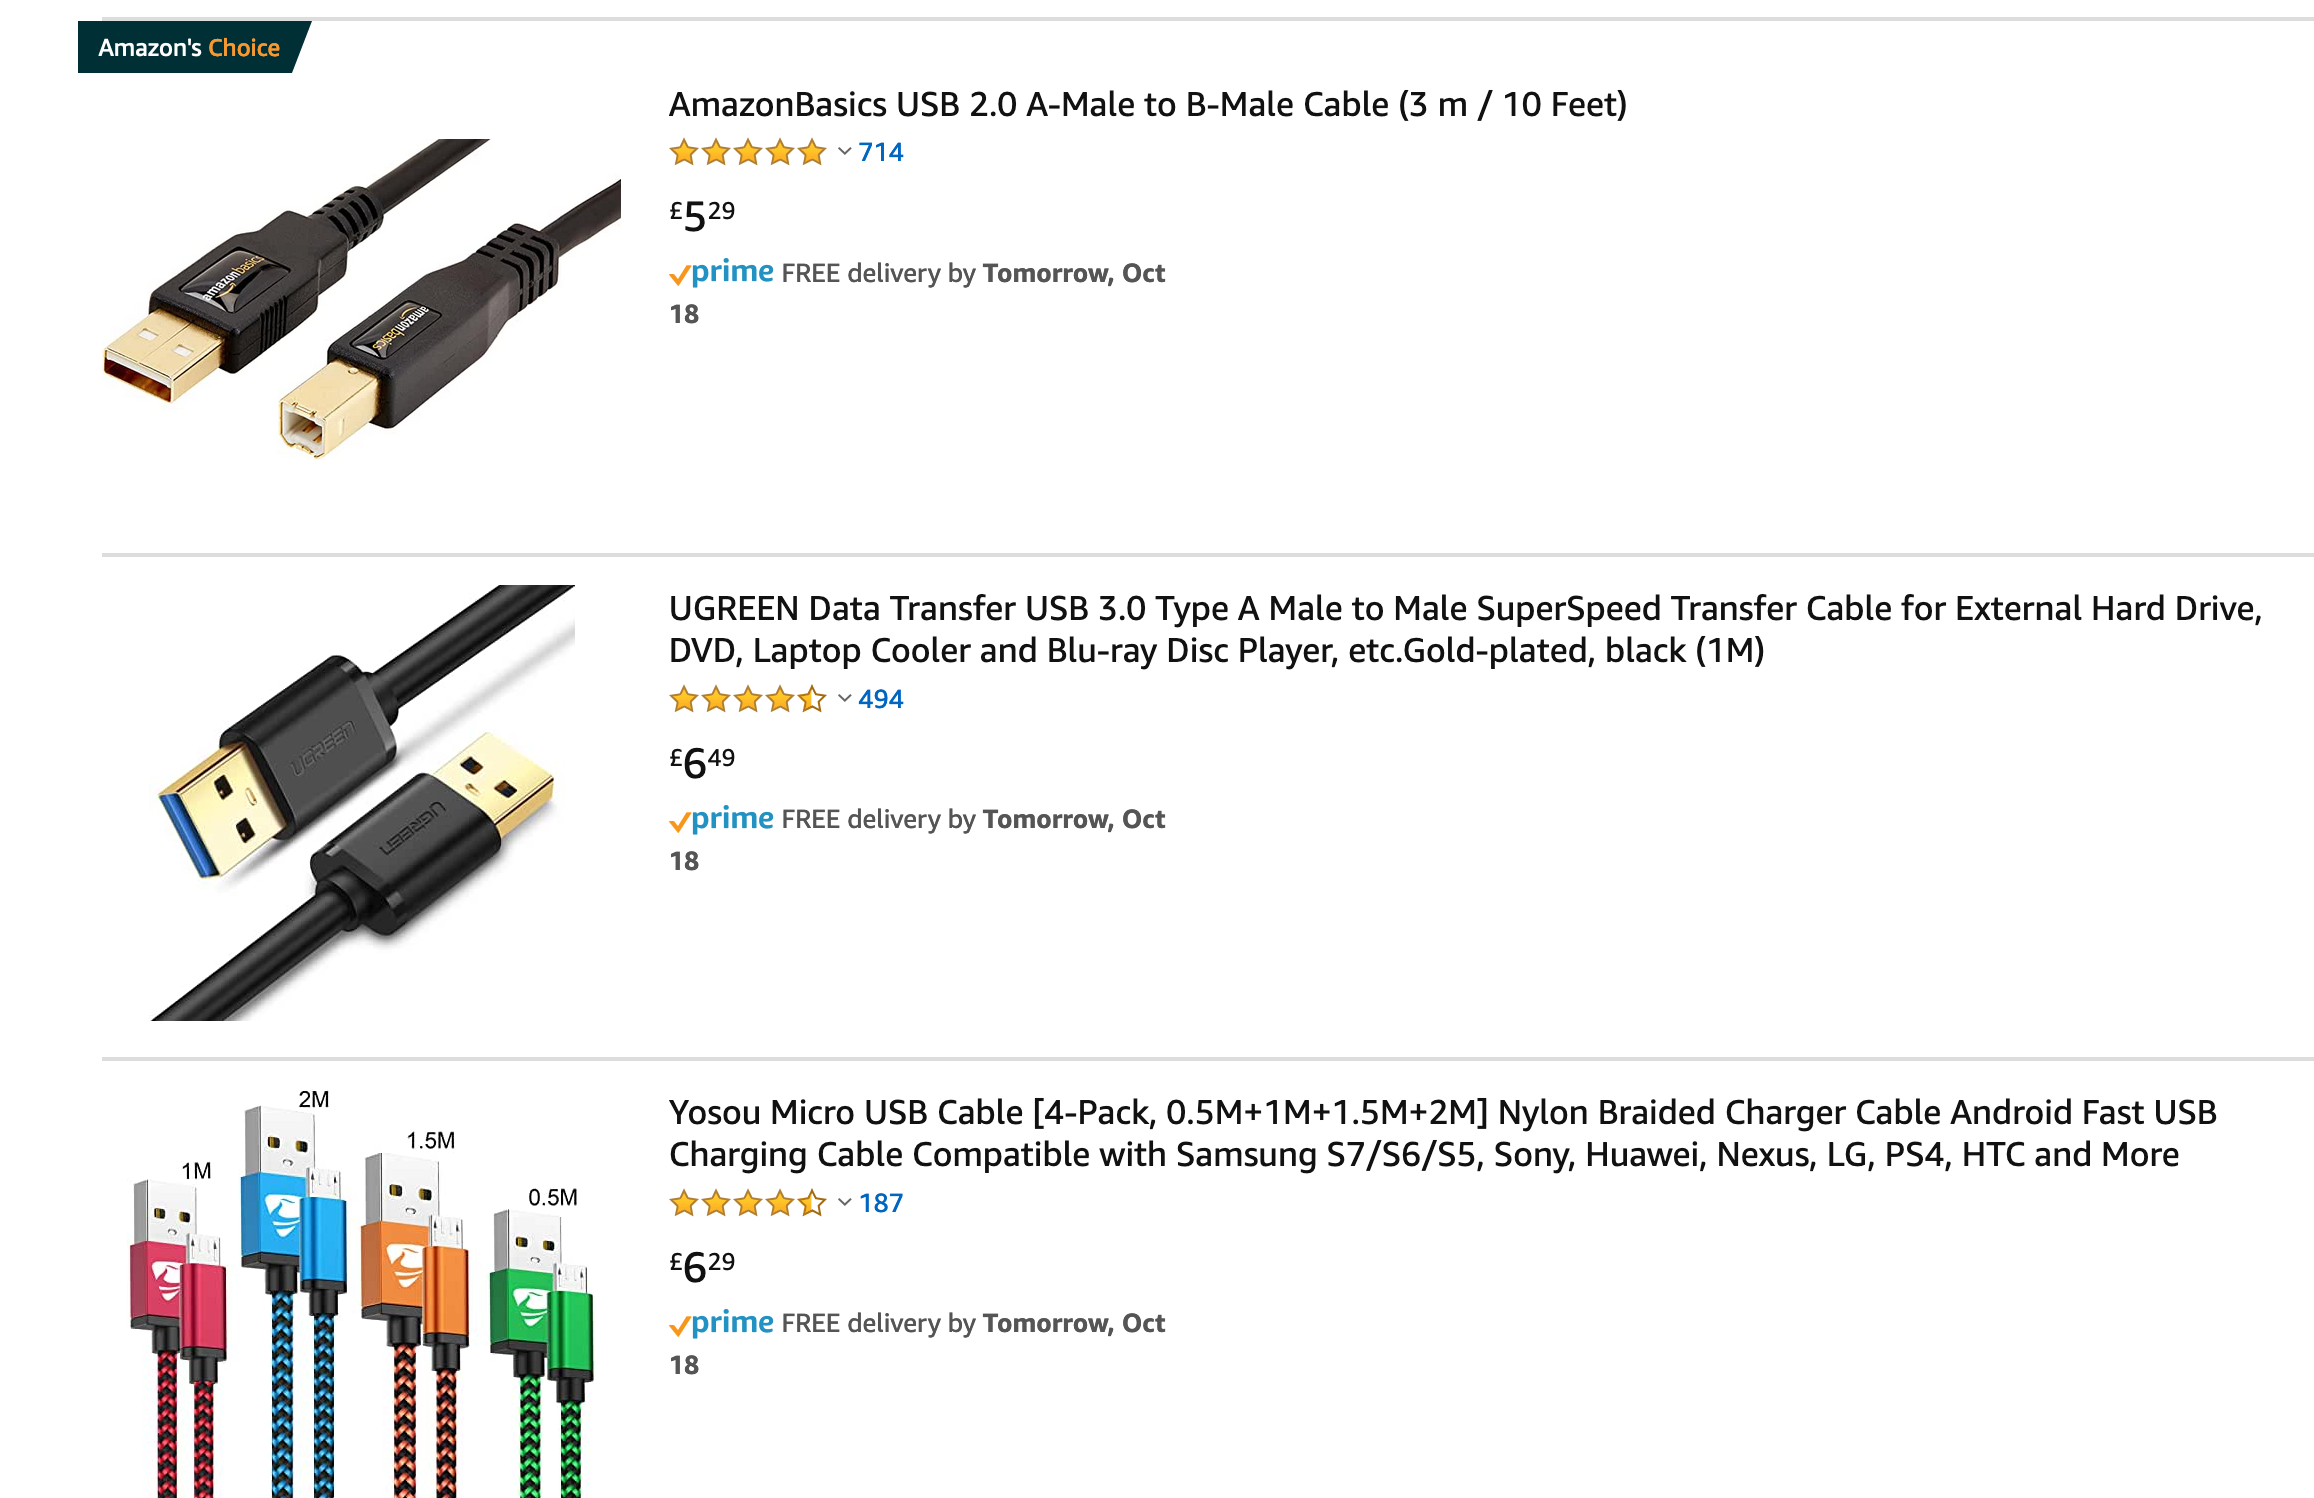 Amazon's Choice
AmazonBasics USB 2.0 A-Male to B-Male Cable (3 m / 10 Feet)
714
£5 29
prime FREE delivery by Tomorrow, Oct
18
amazonbasics
amazonbasics
UGREEN Data Transfer USB 3.0 Type A Male to Male SuperSpeed Transfer Cable for External Hard Drive,
DVD, Laptop Cooler and Blu-ray Disc Player, etc.Gold-plated, black (1M)
494
£6 49
prime FREE delivery by Tomorrow, Oct
18
UGREEN
UGREEN
Yosou Micro USB Cable [4-Pack, 0.5M+1M+1.5M+2M] Nylon Braided Charger Cable Android Fast USB
Charging Cable Compatible with Samsung S7/S6/S5, Sony, Huawei, Nexus, LG, PS4, HTC and More
187
£6 29
prime FREE delivery by Tomorrow, Oct
18
2M
1.5M
1M
0.5M